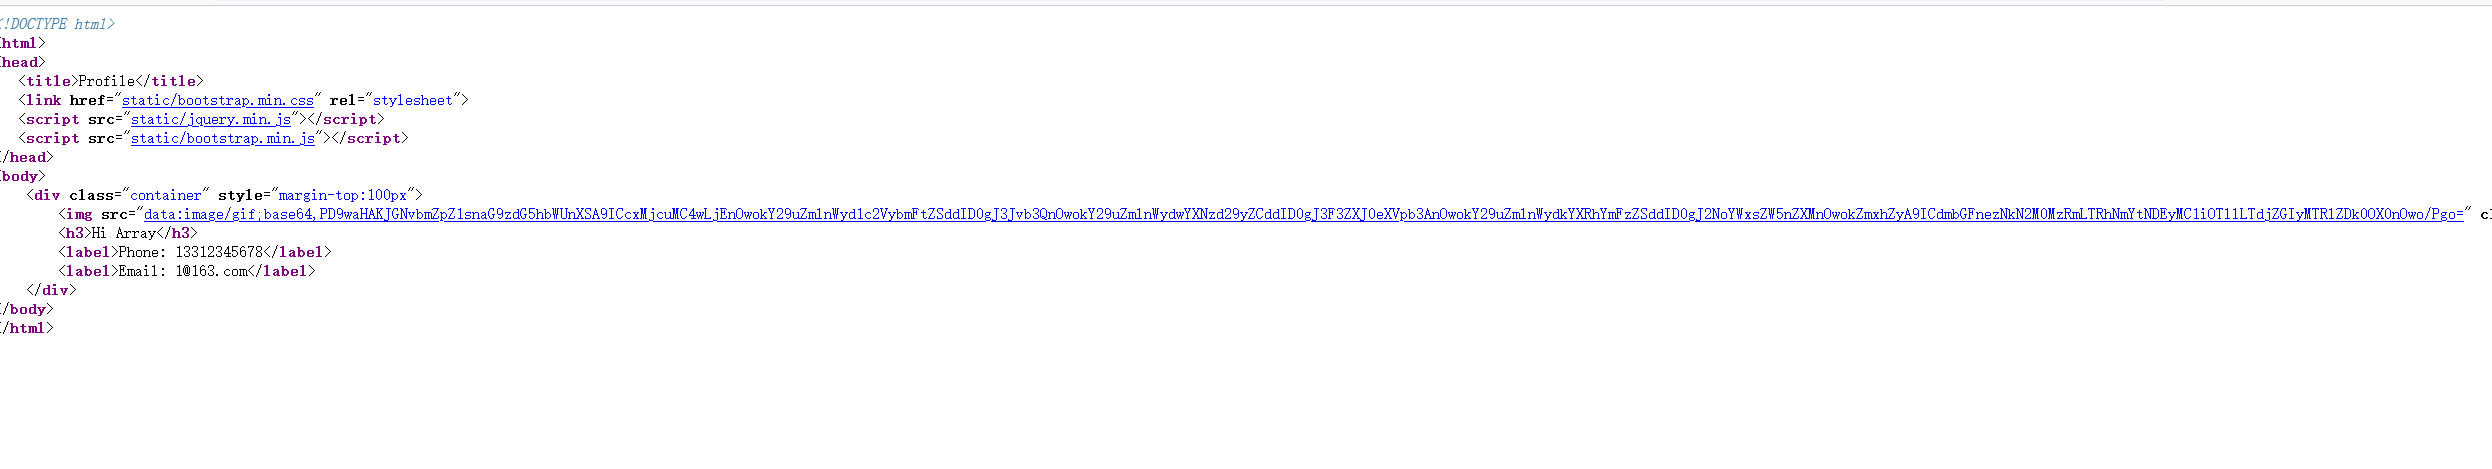 <!DOCTYPE html>
html>
head>
<title>Profile</title>
<link href="static/bootstrap.min.css" rel="stylesheet">
<script src="static/jquery.min.js"></script>
<script src="static/bootstrap.min.js"></script>
/head>
body>
<div class="container" style="margin-top:100px">
<img src="data:image/gif;base64,PD9waHAKJGNvbmZpZ1snaG9zdG5hbWUnXSA9ICcxMjcuMC4wLjEnOwokY29uZmlnWyd1c2VybmFtZSddID0gJ3Jvb3QnOwokY29uZmlnWydwYXNzd29yZCddID0gJ3F3ZXJ0eXVpb3AnOwokY29uZmlnWydkYXRhYmFzZSddID0gJ2NoYWxsZW5nZXMnOwokZmxhZyA9ICdmbGFnezNkN2M0MzRmLTRhNmYtNDEyMC1iOTl1LTdjZGIyMTR1ZDk0OX0nOwo/Pgo=" cl
<h3>Hi Array</h3>
<label>Phone: 13312345678</label>
<label>Email: 1@163.com</label>
</div>
/body>
/html>